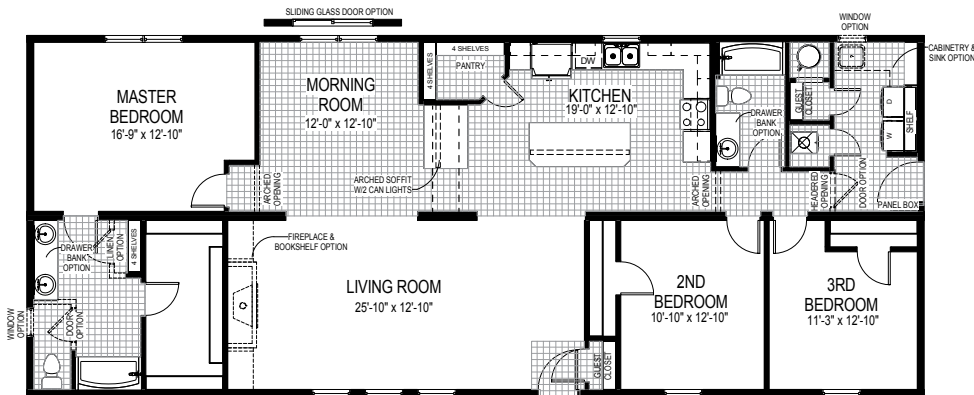 SLIDING GLASS DOOR OPTION
WINDOW
OPTION
CABINETRY &
SINK OPTION
MASTER
BEDROOM
16'-9" x 12'-10"
MORNING
ROOM
12'-0" x 12'-10"
4 SHELVES
4 SHELVES
PANTRY
DW
KITCHEN
19'-0" x 12'-10"
DRAWER
BANK
OPTION
GUEST
CLOSET
D
W
SHELF
ARCHED
OPENING
ARCHED SOFFIT
W/2 CAN LIGHTS
ARCHED
OPENING
HEADERED
OPENING
DOOR OPTION
PANEL BOX
DRAWER
BANK
OPTION
LINEN
OPTION
4 SHELVES
FIREPLACE &
BOOKSHELF OPTION
WINDOW
OPTION
DOOR
OPTION
LIVING ROOM
25'-10" x 12'-10"
GUEST
CLOSET
2ND
BEDROOM
10'-10" x 12'-10"
3RD
BEDROOM
11'-3" x 12'-10"